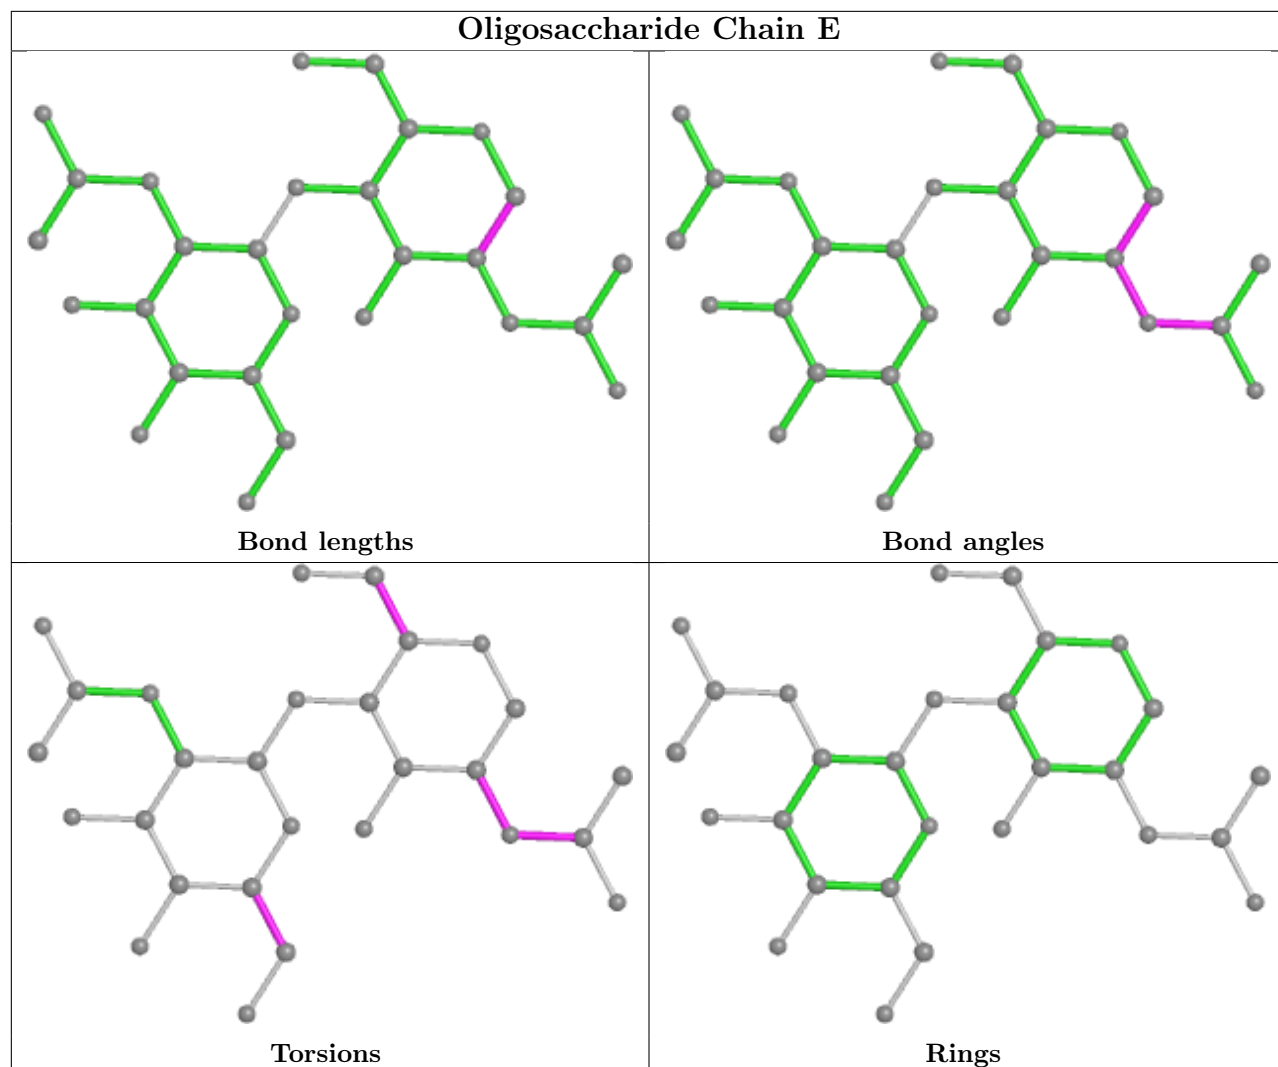 Oligosaccharide Chain E
Bond lengths
Bond angles
Torsions
Rings